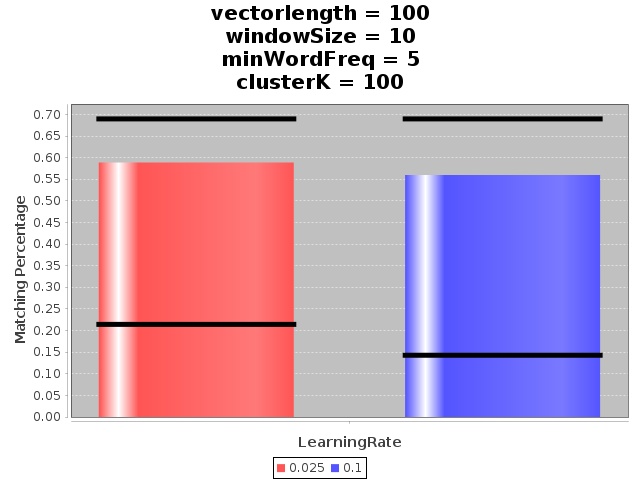 vectorlength = 100
windowSize = 10
minWordFreq = 5
clusterK = 100
0.70
0.65
0.60
0.55
0.50
0.45
0.40
0.35
0.30
0.25
0.20
0.15
0.10
0.05
0.00
Matching Percentage
LearningRate
0.025 0.1